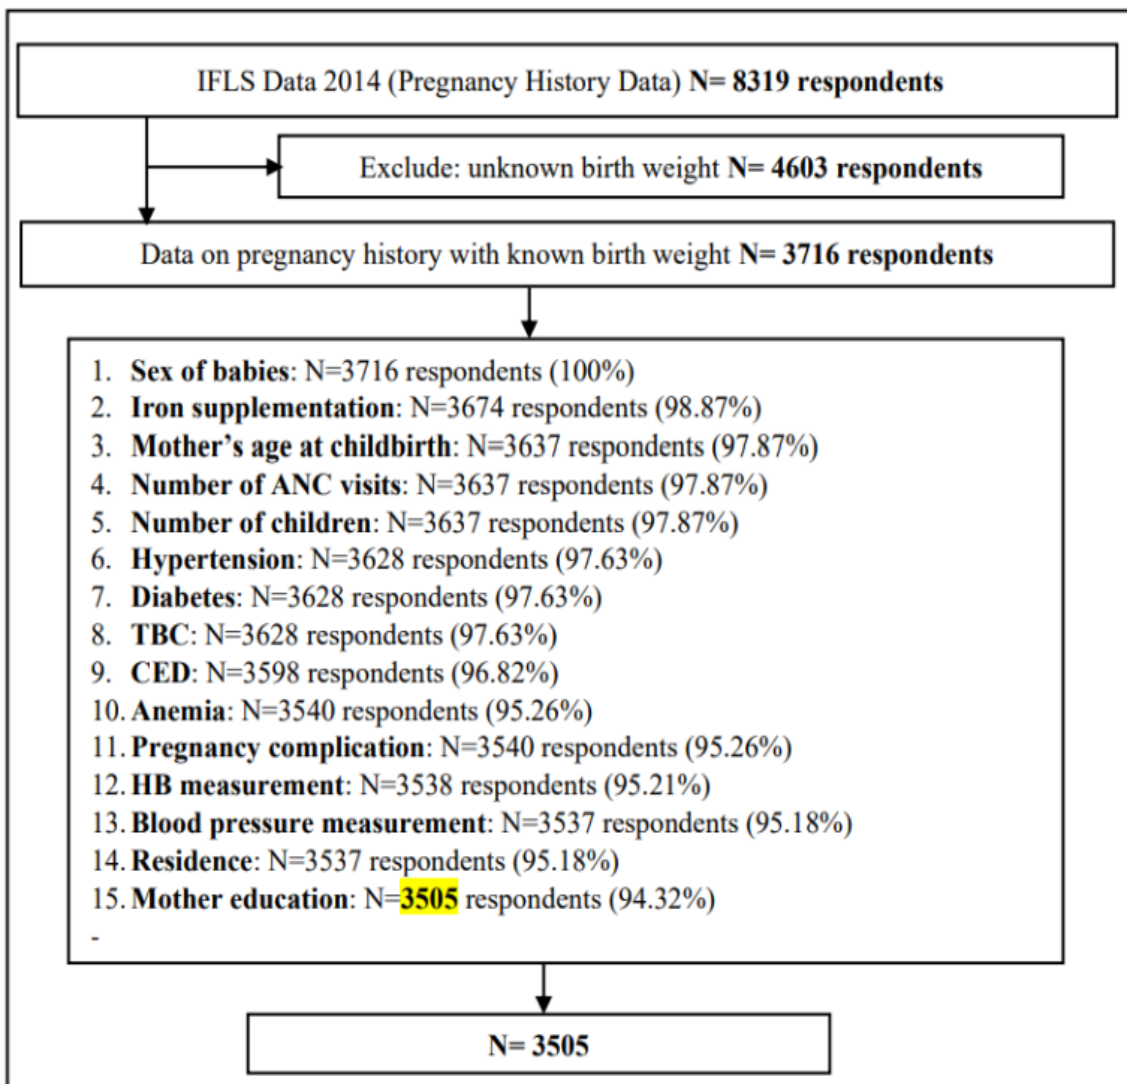 IFLS Data 2014 (Pregnancy History Data) N= 8319 respondents
Exclude: unknown birth weight N= 4603 respondents
Data on pregnancy history with known birth weight N= 3716 respondents
1. Sex of babies: N=3716 respondents (100%)
2. Iron supplementation: N=3674 respondents (98.87%)
3. Mother’s age at childbirth: N=3637 respondents (97.87%)
4. Number of ANC visits: N=3637 respondents (97.87%)
5. Number of children: N=3637 respondents (97.87%)
6. Hypertension: N=3628 respondents (97.63%)
7. Diabetes: N=3628 respondents (97.63%)
8. TBC: N=3628 respondents (97.63%)
9. CED: N=3598 respondents (96.82%)
10. Anemia: N=3540 respondents (95.26%)
11. Pregnancy complication: N=3540 respondents (95.26%)
12. HB measurement: N=3538 respondents (95.21%)
13. Blood pressure measurement: N=3537 respondents (95.18%)
14. Residence: N=3537 respondents (95.18%)
15. Mother education: N=3505 respondents (94.32%)
-
N= 3505